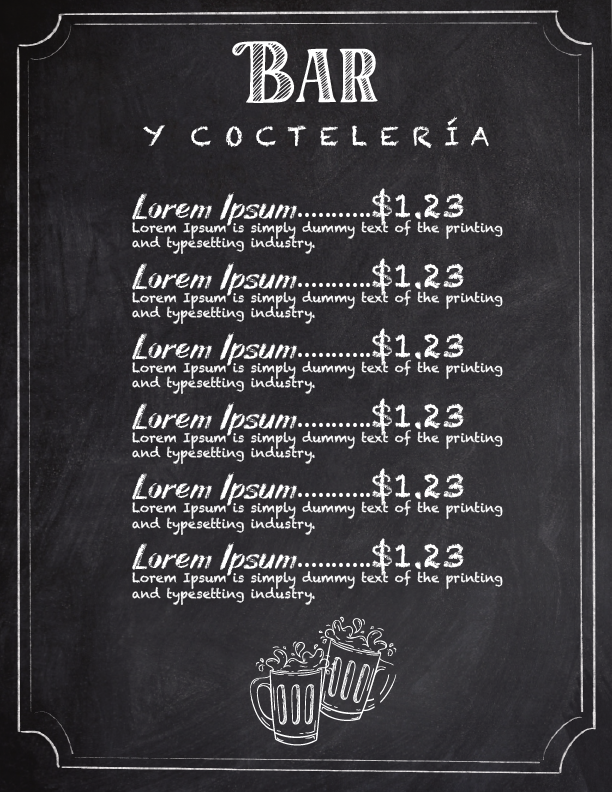 BAR
Y COCTELERÍA
Lorem Ipsum...........$1.23
Lorem Ipsum is simply dummy text of the printing
and typesetting industry.
Lorem Ipsum...........$1.23
Lorem Ipsum is simply dummy text of the printing
and typesetting industry.
Lorem Ipsum...........$1.23
Lorem Ipsum is simply dummy text of the printing
and typesetting industry.
Lorem Ipsum...........$1.23
Lorem Ipsum is simply dummy text of the printing
and typesetting industry.
Lorem Ipsum...........$1.23
Lorem Ipsum is simply dummy text of the printing
and typesetting industry.
Lorem Ipsum...........$1.23
Lorem Ipsum is simply dummy text of the printing
and typesetting industry.